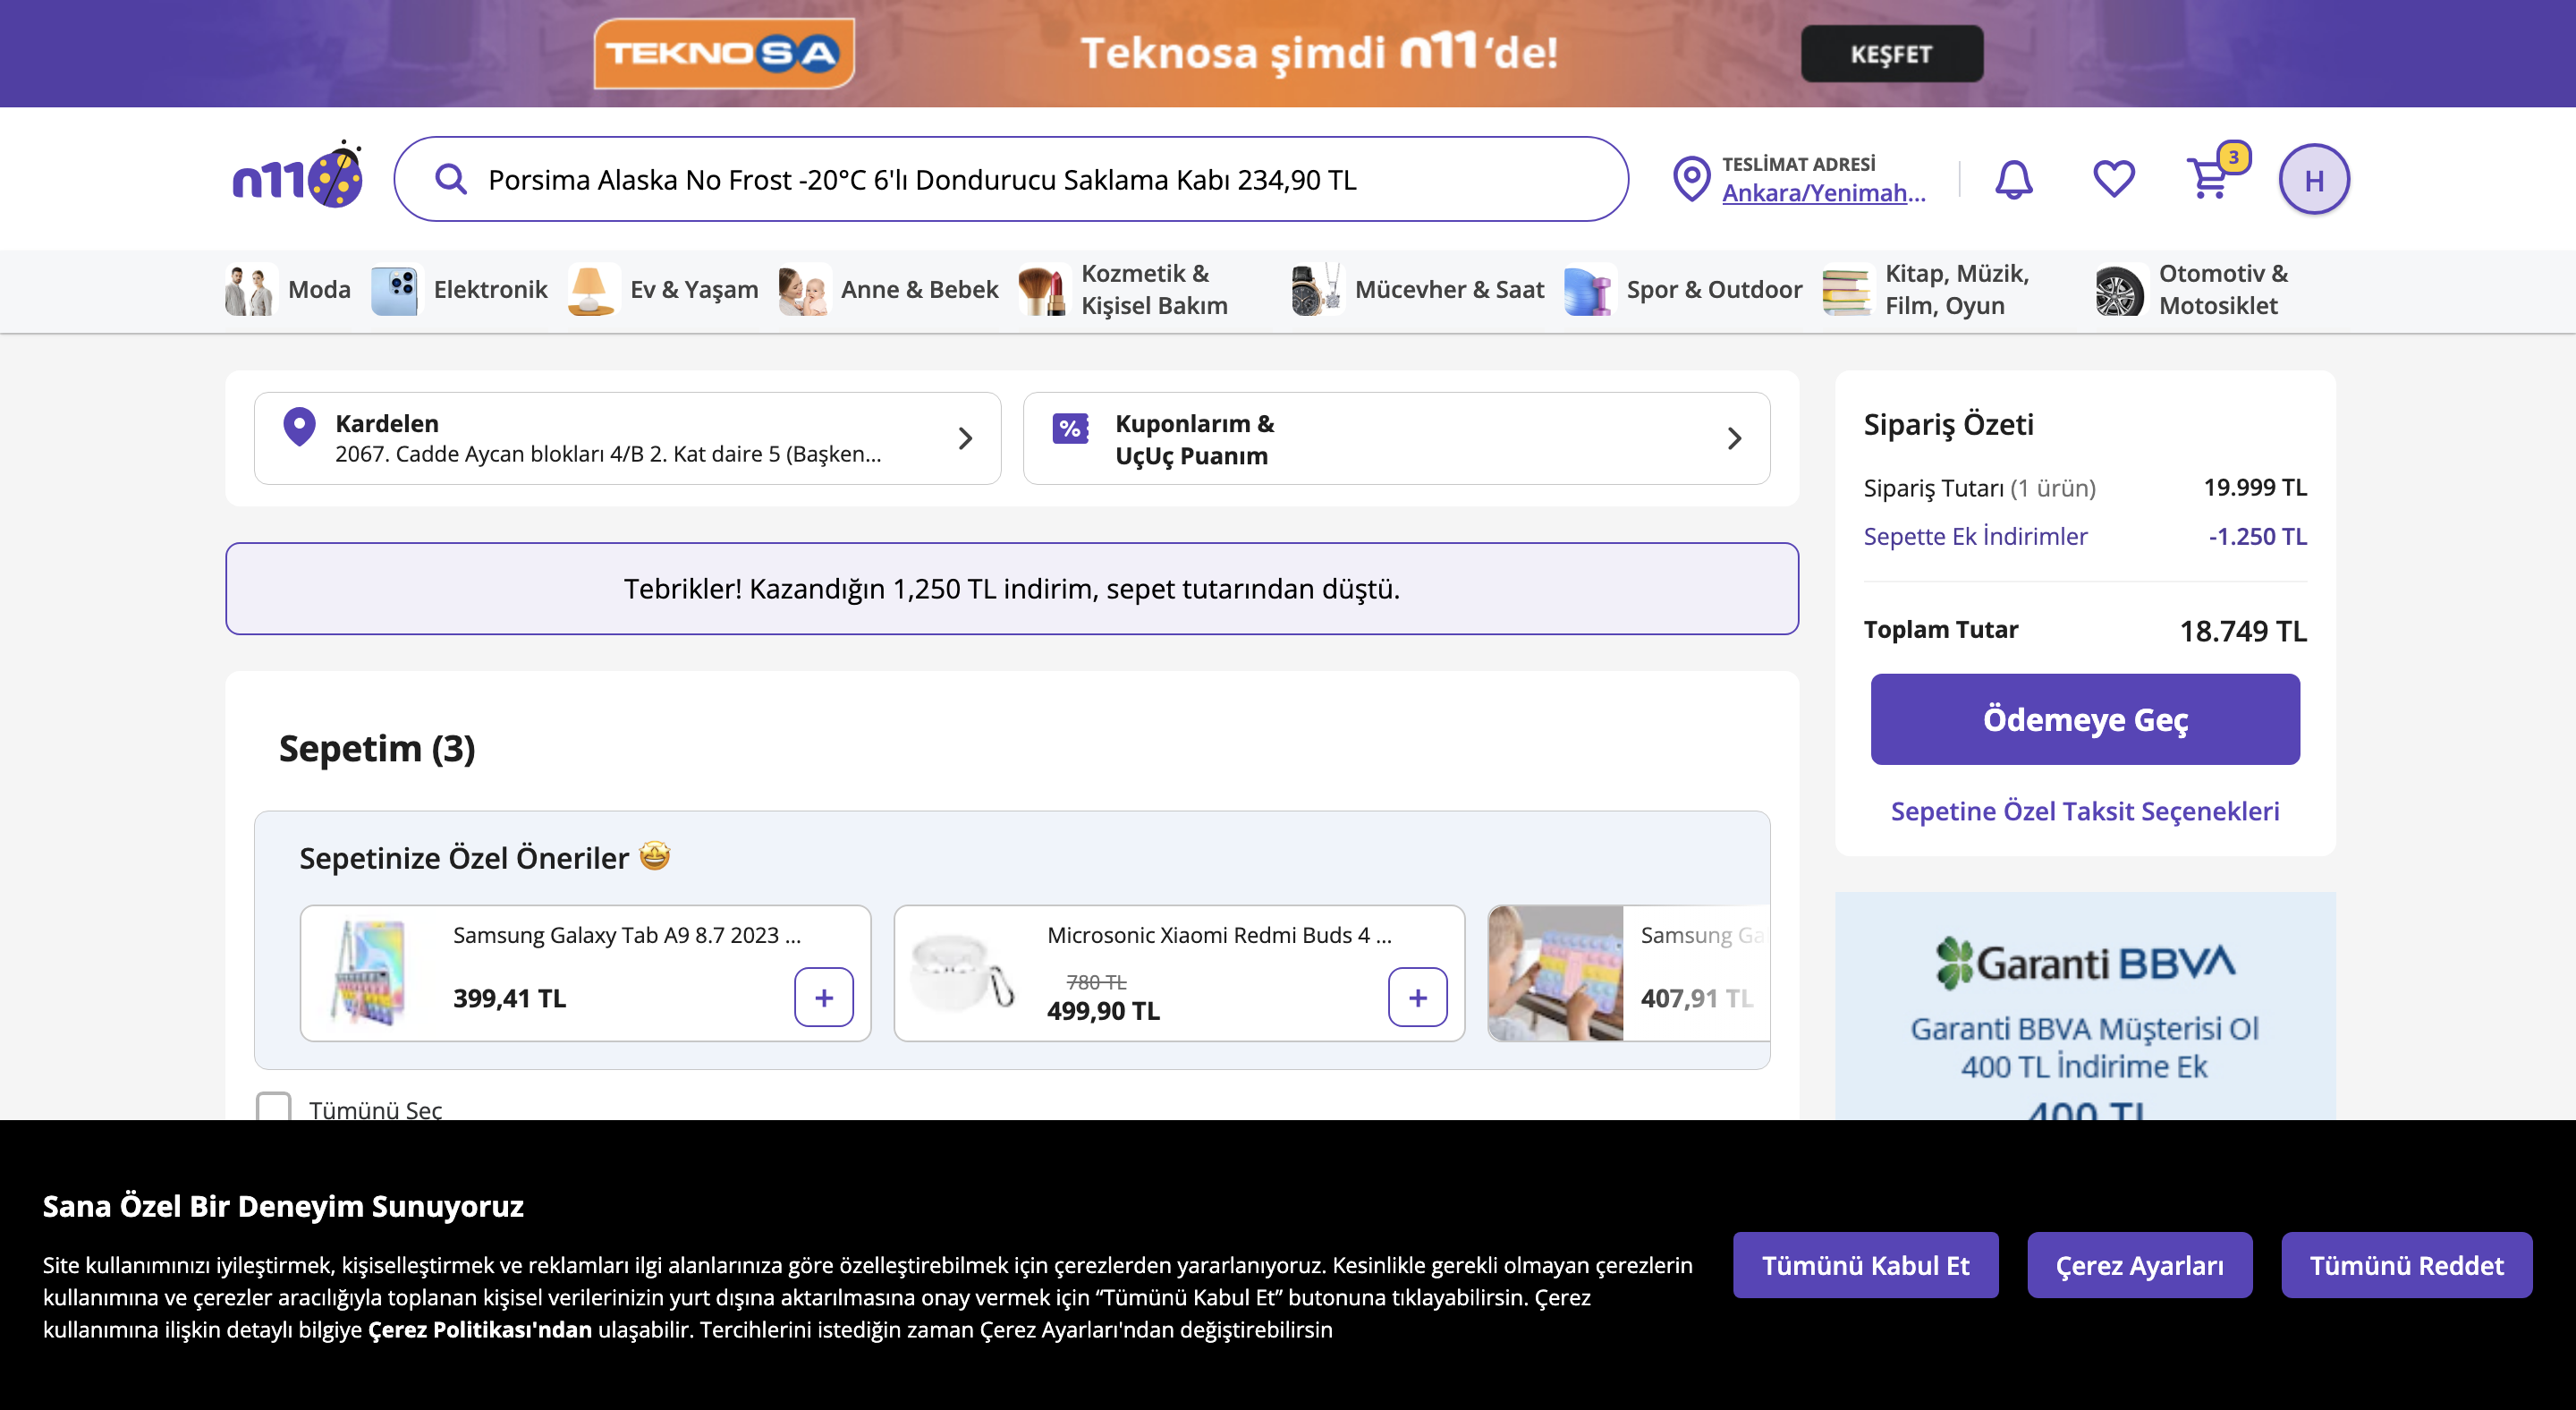 TEKNOSA
Teknosa şimdi n11'de!
KEŞFET
n11
Porsima Alaska No Frost -20°C 6'lı Dondurucu Saklama Kabı 234,90 TL
TESLİMAT ADRESİ
Ankara/Yenimah...
3
H
Moda
Elektronik
Ev & Yaşam
Anne & Bebek
Kozmetik &
Kişisel Bakım
Mücevher & Saat
Spor & Outdoor
Kitap, Müzik,
Film, Oyun
Otomotiv &
Motosiklet
Kardelen
2067. Cadde Aycan blokları 4/B 2. Kat daire 5 (Başken...
%
Kuponlarım &
UçUç Puanım
Tebrikler! Kazandığın 1,250 TL indirim, sepet tutarından düştü.
Sepetim (3)
Sepetinize Özel Öneriler 🤩
Samsung Galaxy Tab A9 8.7 2023 ...
399,41 TL
+
Microsonic Xiaomi Redmi Buds 4 ...
780 TL
499,90 TL
+
Samsung Ga
407,91 TL
Tümünü Seç
Sipariş Özeti
Sipariş Tutarı (1 ürün) 19.999 TL
Sepette Ek İndirimler -1.250 TL
Toplam Tutar 18.749 TL
Ödemeye Geç
Sepetine Özel Taksit Seçenekleri
Garanti BBVA
Garanti BBVA Müşterisi Ol
400 TL İndirime Ek
400 TL
Sana Özel Bir Deneyim Sunuyoruz
Site kullanımınızı iyileştirmek, kişiselleştirmek ve reklamları ilgi alanlarınıza göre özelleştirebilmek için çerezlerden yararlanıyoruz. Kesinlikle gerekli olmayan çerezlerin
kullanımına ve çerezler aracılığıyla toplanan kişisel verilerinizin yurt dışına aktarılmasına onay vermek için “Tümünü Kabul Et” butonuna tıklayabilirsin. Çerez
kullanımına ilişkin detaylı bilgiye Çerez Politikası'ndan ulaşabilir. Tercihlerini istediğin zaman Çerez Ayarları'ndan değiştirebilirsin
Tümünü Kabul Et
Çerez Ayarları
Tümünü Reddet